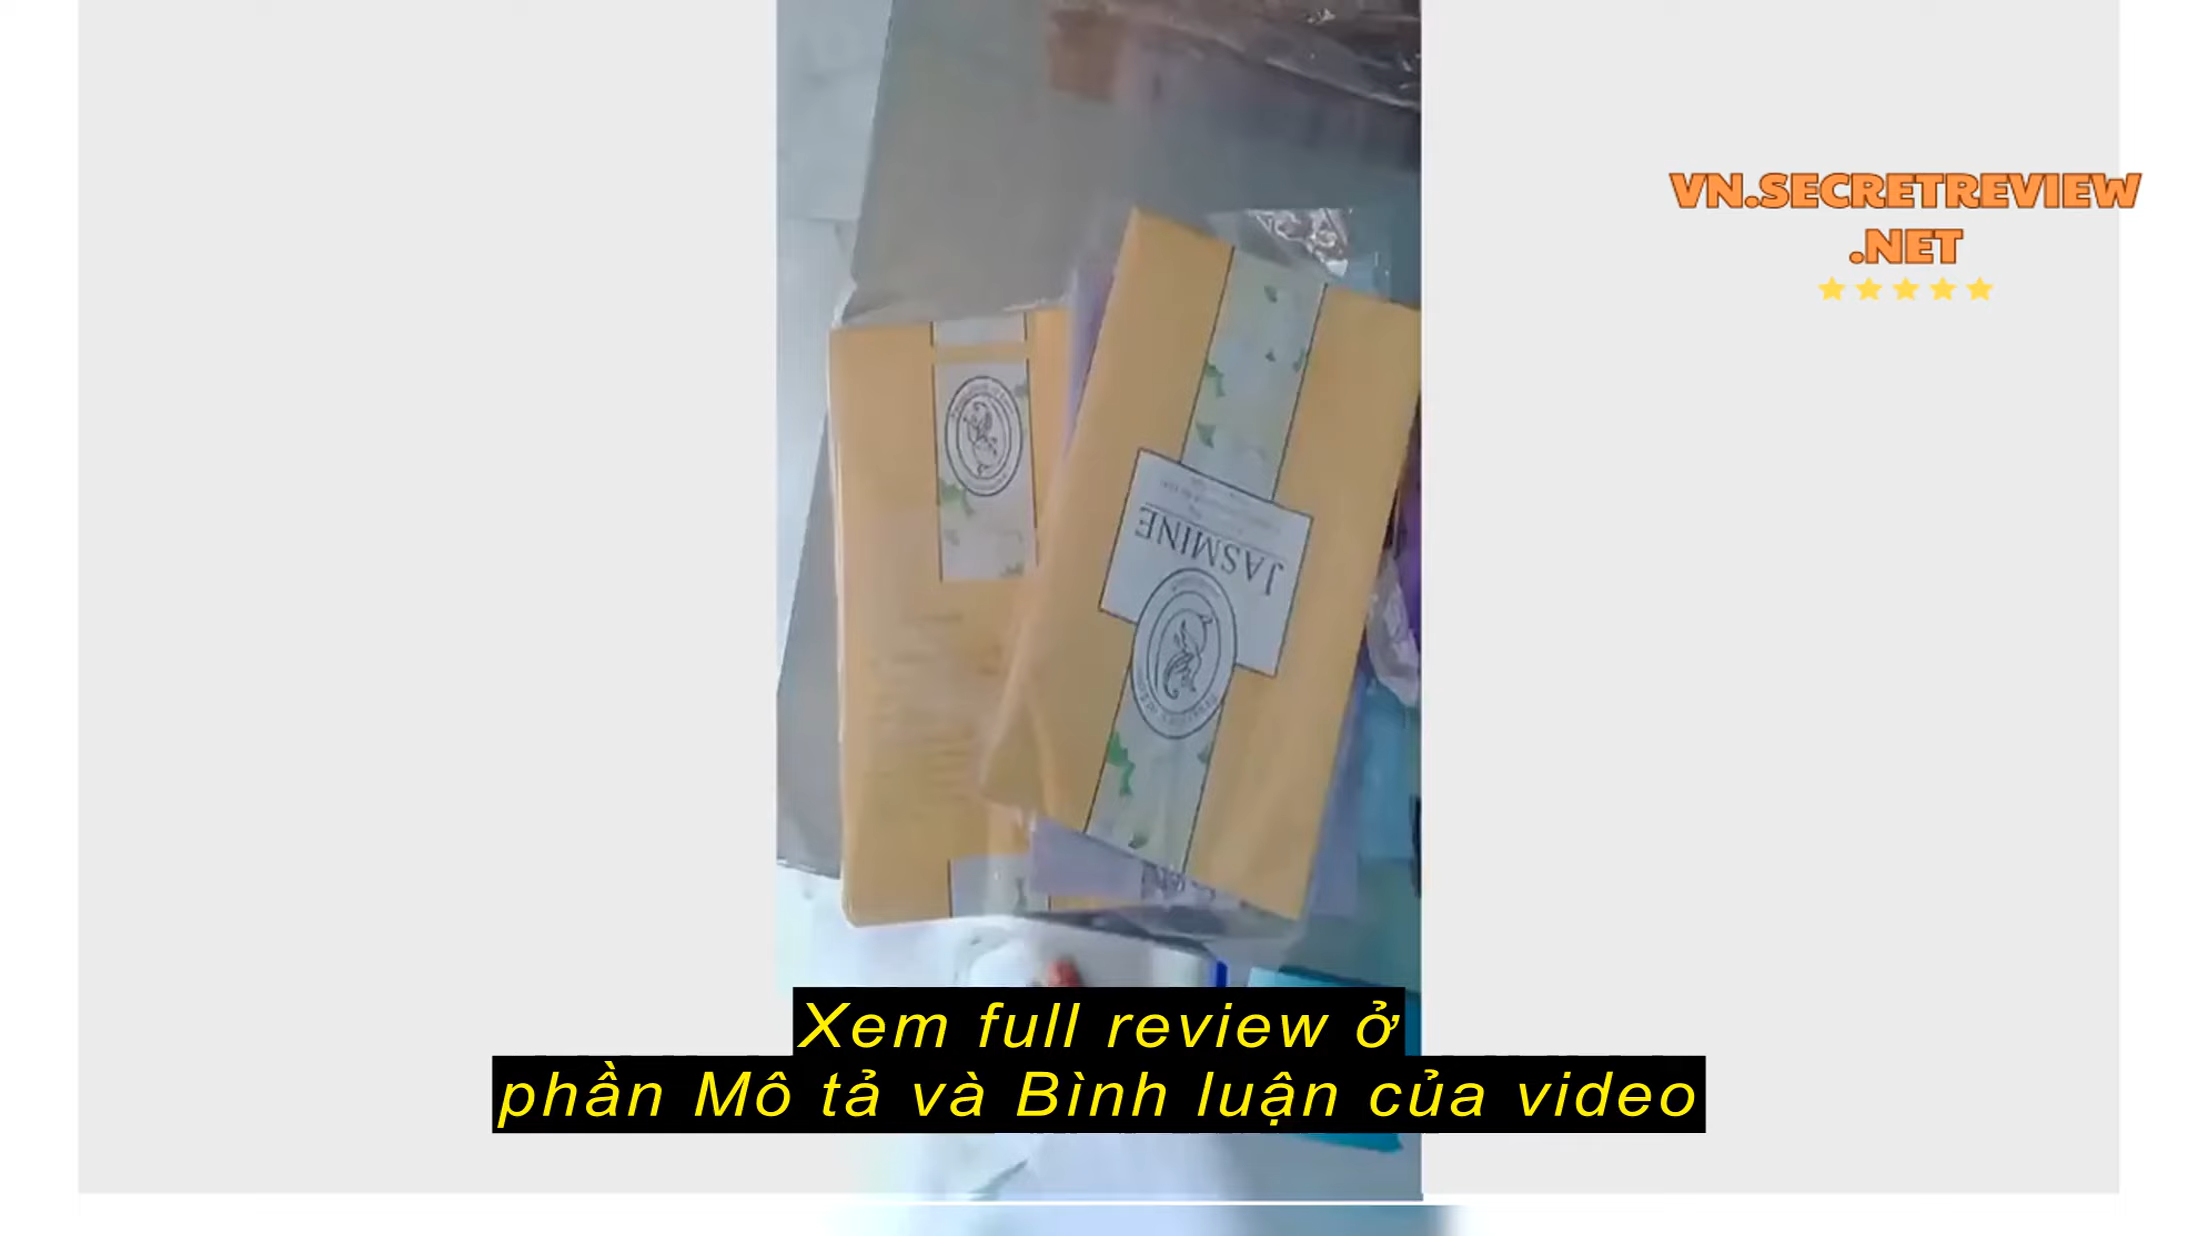 VN.SECRETREVIEW
.NET
JASMINE
Xem full review ở
phần Mô tả và Bình luận của video